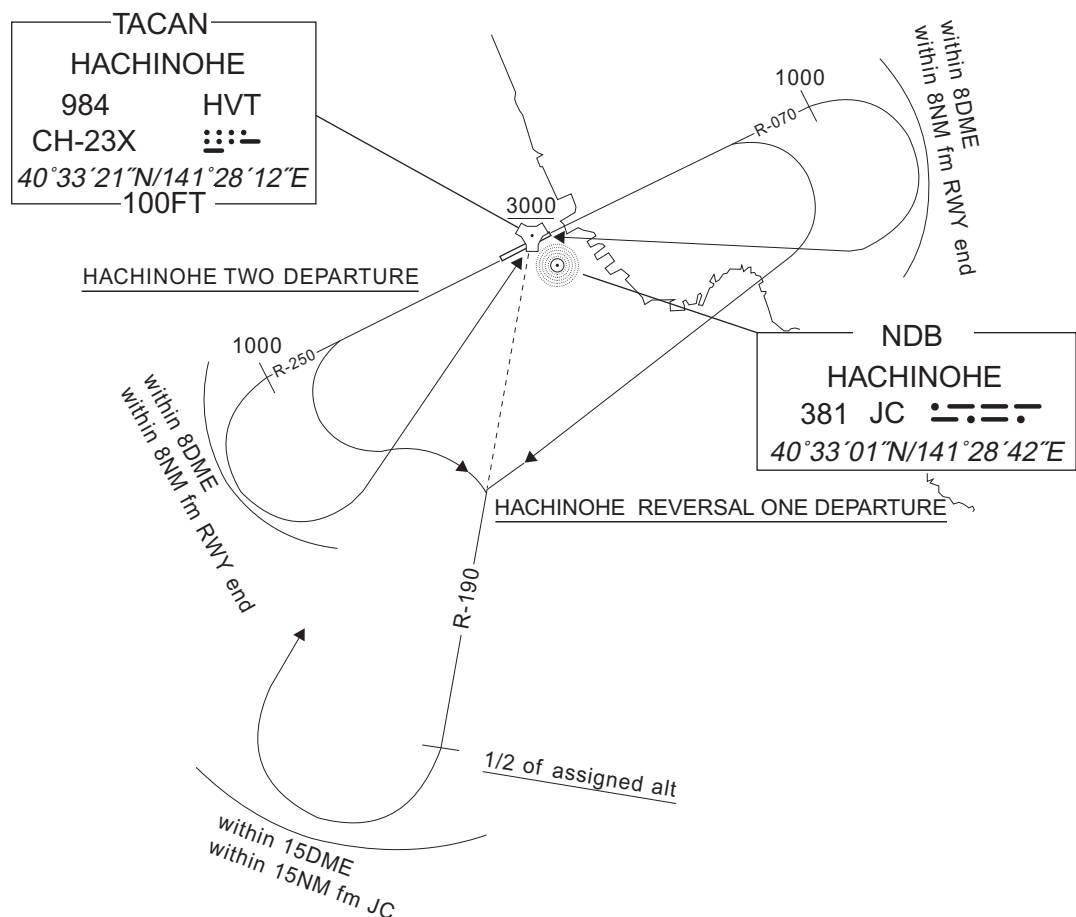 TACAN
HACHINOHE
984 HVT
CH-23X
40˚33´21˝N/141˚28´12˝E
100FT
within 8DME
within 8NM fm RWY end
1000
R-070
3000
HACHINOHE TWO DEPARTURE
NDB
HACHINOHE
381 JC
40˚33´01˝N/141˚28´42˝E
1000
R-250
within 8DME
within 8NM fm RWY end
HACHINOHE REVERSAL ONE DEPARTURE
R-190
1/2 of assigned alt
within 15DME
within 15NM fm JC